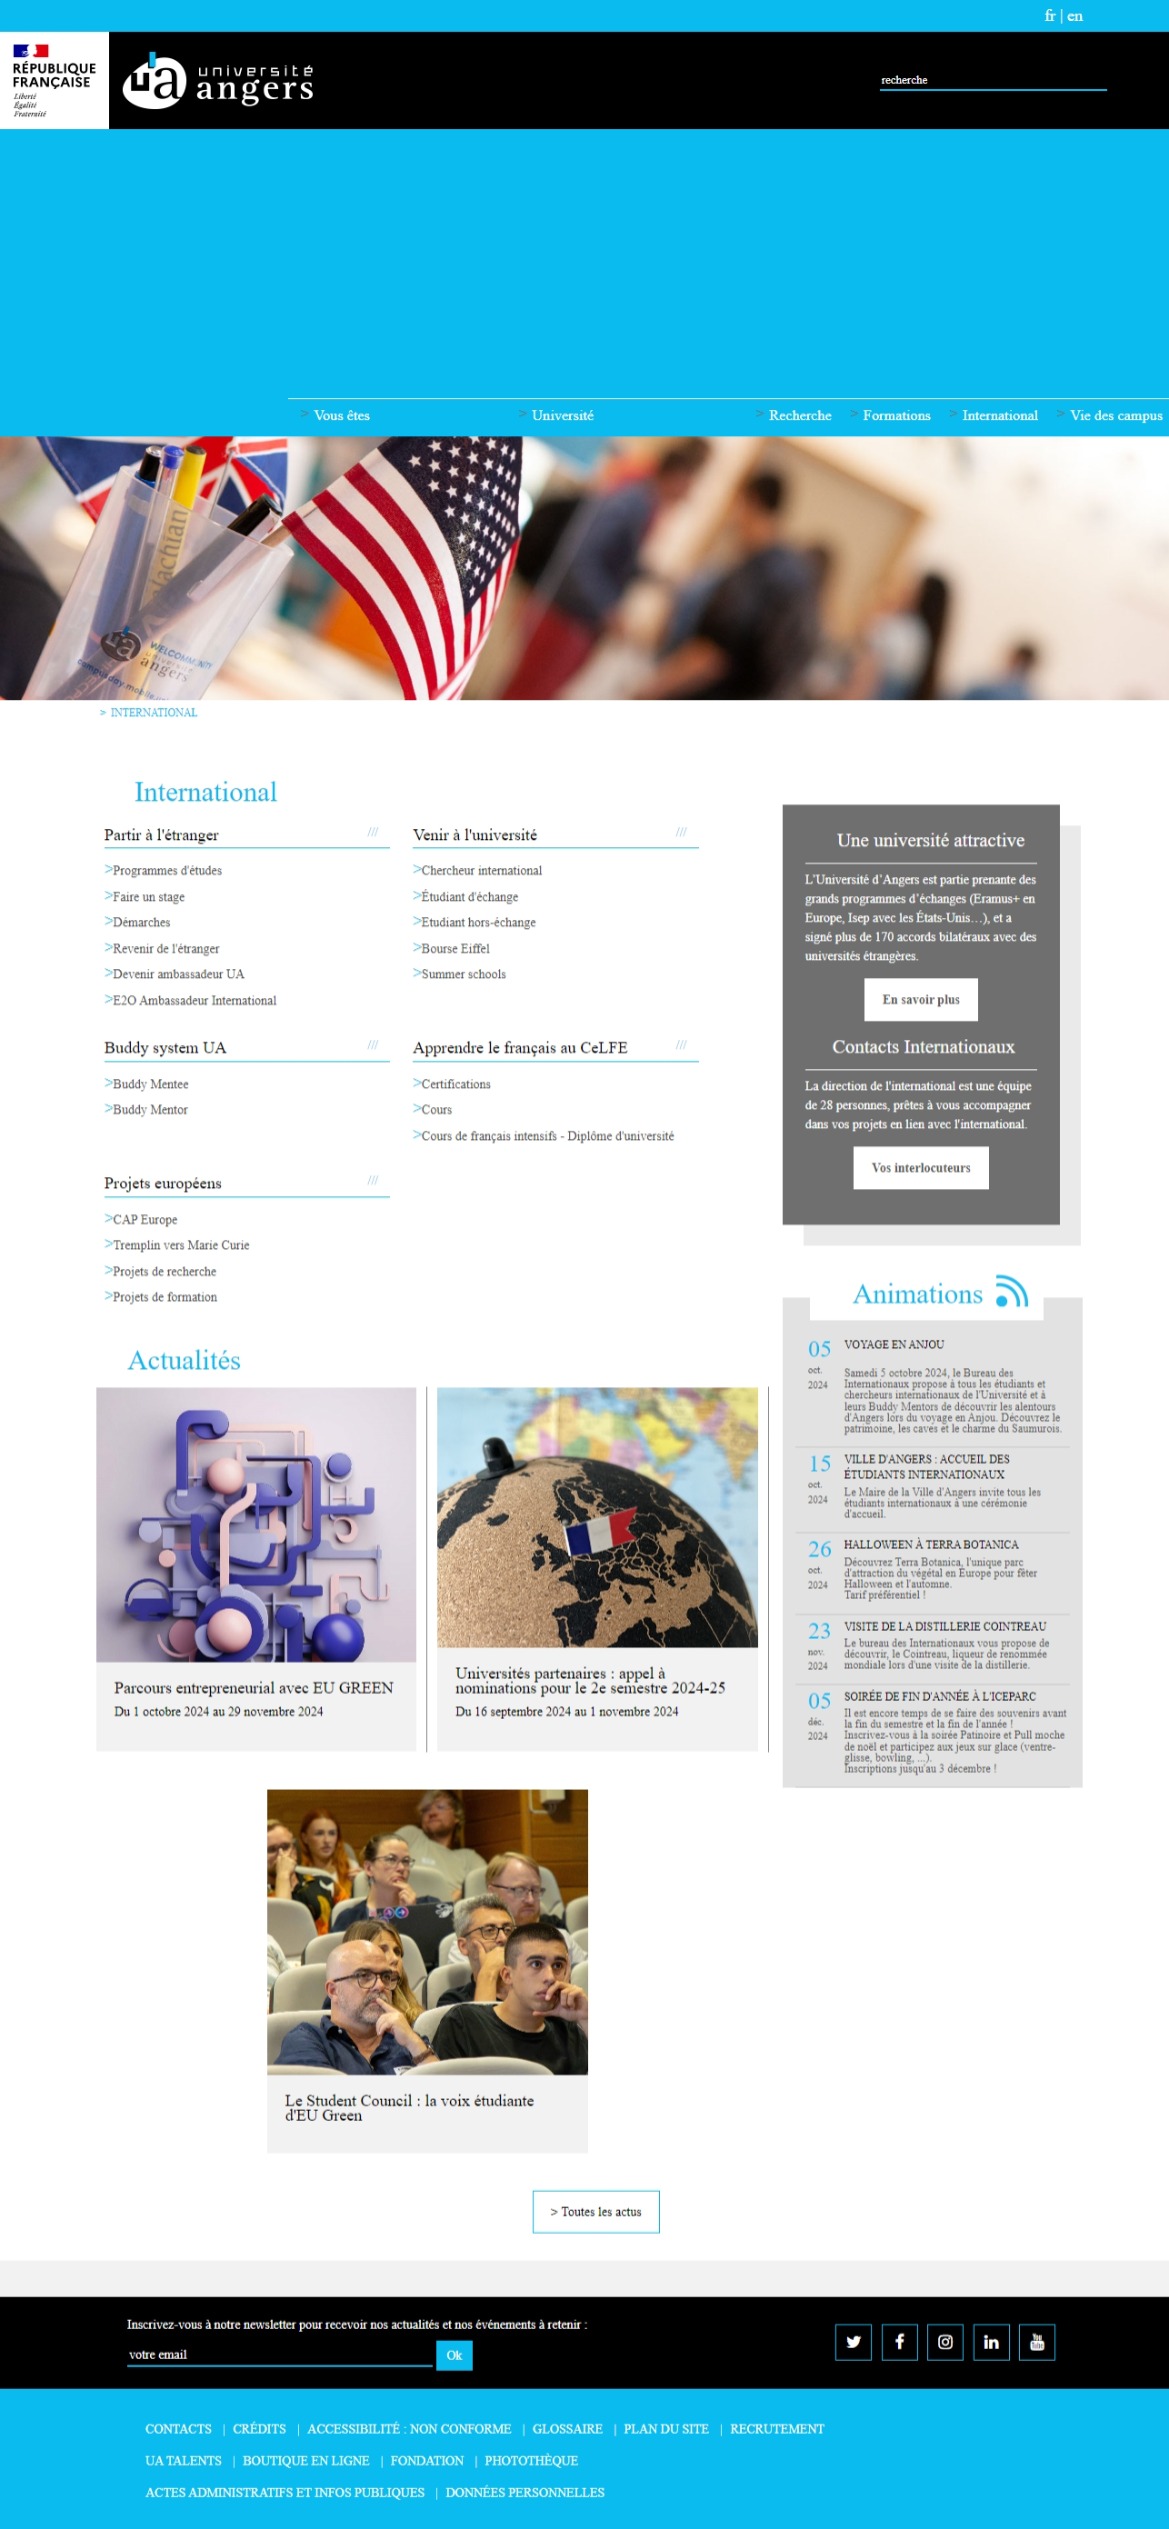 fr | en
RÉPUBLIQUE
FRANÇAISE
Liberté
Égalité
Fraternité
université
angers
recherche
> Vous êtes
> Université
> Recherche
> Formations
> International
> Vie des campus
WELCOMMUNITY
université
angers
> INTERNATIONAL
International
Partir à l'étranger ///
>Programmes d'études
>Faire un stage
>Démarches
>Revenir de l'étranger
>Devenir ambassadeur UA
>E2O Ambassadeur International
Venir à l'université ///
>Chercheur international
>Étudiant d'échange
>Etudiant hors-échange
>Bourse Eiffel
>Summer schools
Buddy system UA ///
>Buddy Mentee
>Buddy Mentor
Apprendre le français au CeLFE ///
>Certifications
>Cours
>Cours de français intensifs - Diplôme d'université
Projets européens ///
>CAP Europe
>Tremplin vers Marie Curie
>Projets de recherche
>Projets de formation
Une université attractive
L'Université d'Angers est partie prenante des
grands programmes d'échanges (Eramus+ en
Europe, Isep avec les États-Unis…), et a
signé plus de 170 accords bilatéraux avec des
universités étrangères.
En savoir plus
Contacts Internationaux
La direction de l'international est une équipe
de 28 personnes, prêtes à vous accompagner
dans vos projets en lien avec l'international.
Vos interlocuteurs
Animations
05
oct.
2024
VOYAGE EN ANJOU
Samedi 5 octobre 2024, le Bureau des
Internationaux propose à tous les étudiants et
chercheurs internationaux de l'Université et à
leurs Buddy Mentors de découvrir les alentours
d'Angers lors du voyage en Anjou. Découvrez le
patrimoine, les caves et le charme du Saumurois.
15
oct.
2024
VILLE D'ANGERS : ACCUEIL DES
ÉTUDIANTS INTERNATIONAUX
Le Maire de la Ville d'Angers invite tous les
étudiants internationaux à une cérémonie
d'accueil.
26
oct.
2024
HALLOWEEN À TERRA BOTANICA
Découvrez Terra Botanica, l'unique parc
d'attraction du végétal en Europe pour fêter
Halloween et l'automne.
Tarif préférentiel !
23
nov.
2024
VISITE DE LA DISTILLERIE COINTREAU
Le bureau des Internationaux vous propose de
découvrir, le Cointreau, liqueur de renommée
mondiale lors d'une visite de la distillerie.
05
déc.
2024
SOIRÉE DE FIN D'ANNÉE À L'ICEPARC
Il est encore temps de se faire des souvenirs avant
la fin du semestre et la fin de l'année !
Inscrivez-vous à la soirée Patinoire et Pull moche
de noël et participez aux jeux sur glace (ventre-
glisse, bowling, ...).
Inscriptions jusqu'au 3 décembre !
Actualités
Parcours entrepreneurial avec EU GREEN
Du 1 octobre 2024 au 29 novembre 2024
Universités partenaires : appel à
nominations pour le 2e semestre 2024-25
Du 16 septembre 2024 au 1 novembre 2024
Le Student Council : la voix étudiante
d'EU Green
> Toutes les actus
Inscrivez-vous à notre newsletter pour recevoir nos actualités et nos événements à retenir :
votre email
Ok
CONTACTS | CRÉDITS | ACCESSIBILITÉ : NON CONFORME | GLOSSAIRE | PLAN DU SITE | RECRUTEMENT
UA TALENTS | BOUTIQUE EN LIGNE | FONDATION | PHOTOTHÈQUE
ACTES ADMINISTRATIFS ET INFOS PUBLIQUES | DONNÉES PERSONNELLES